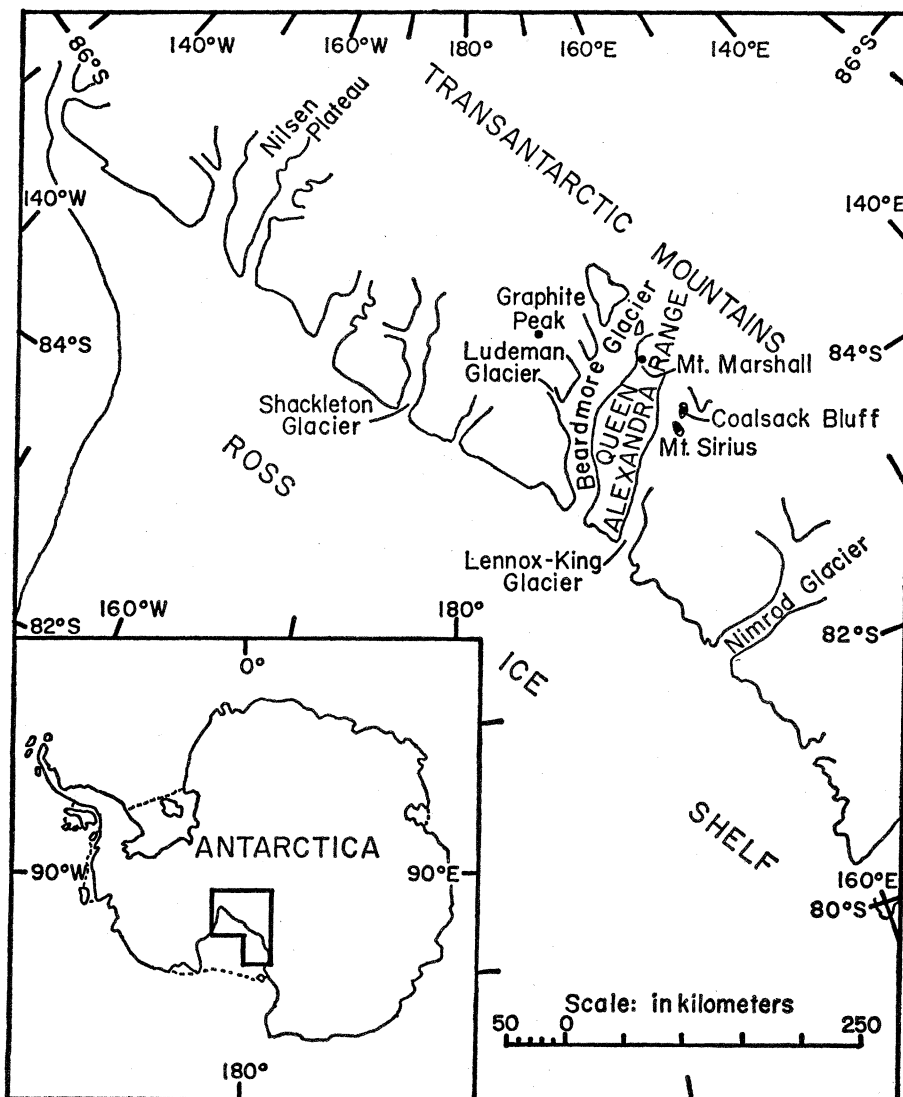 140°W
160°W
180°
160°E
140°E
86°S
86°S
TRANSANTARCTIC
MOUNTAINS
Nilsen
Plateau
140°W
140°E
Graphite
Peak
Beardmore Glacier
84°S
84°S
Ludeman
Glacier
QUEEN
ALEXANDRA RANGE
Mt. Marshall
Shackleton
Glacier
Coalsack Bluff
Mt. Sirius
ROSS
ICE
SHELF
Lennox-King
Glacier
Nimrod Glacier
82°S
82°S
160°W
180°
160°E
80°S
0°
ANTARCTICA
90°W
90°E
180°
Scale: in kilometers
50 0 250